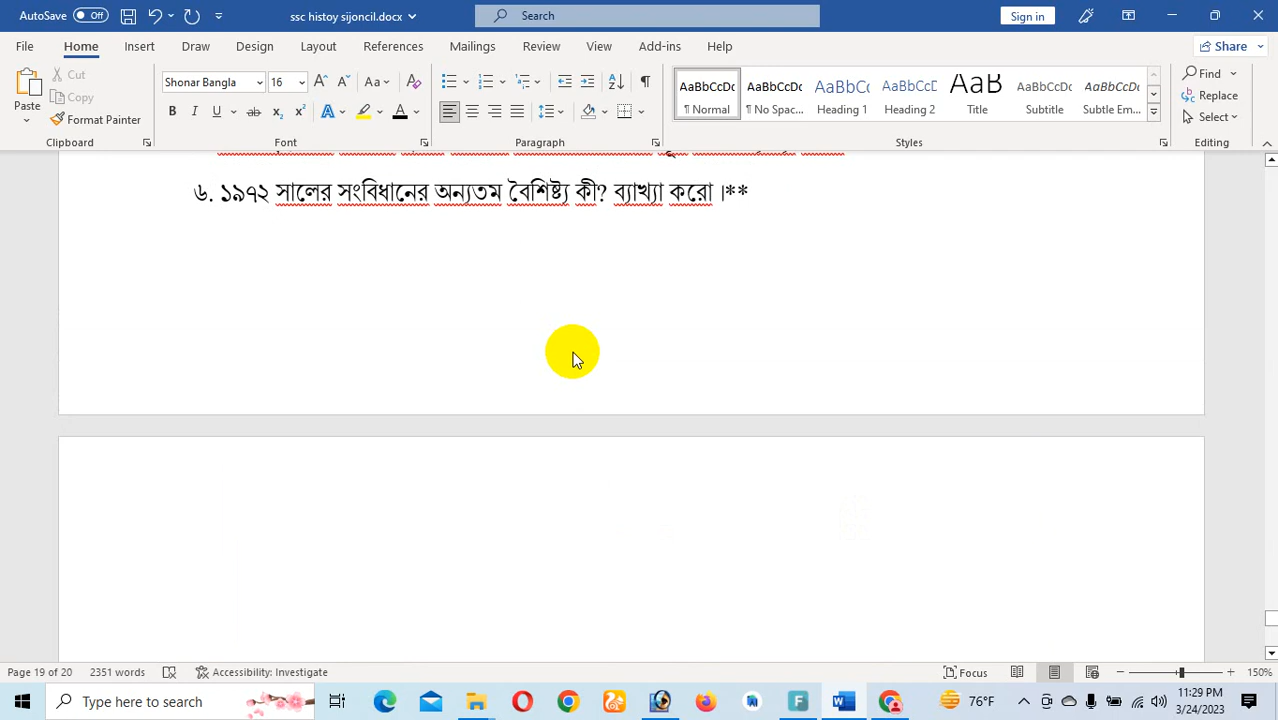 AutoSave Off ssc histoy sijoncil.docx Search Sign in
File Home Insert Draw Design Layout References Mailings Review View Add-ins Help Share
Paste Cut Copy Format Painter Shonar Bangla 16 Aa AaBbCcDc ¶ Normal AaBbCcDc ¶ No Spac... AaBbCc Heading 1 AaBbCcD Heading 2 AaB Title AaBbCcD Subtitle AaBbCcDt Subtle Em... Find Replace Select
Clipboard Font Paragraph Styles Editing
৬. ১৯৭২ সালের সংবিধানের অন্যতম বৈশিষ্ট্য কী? ব্যাখ্যা করো।**
Page 19 of 20 2351 words Accessibility: Investigate Focus 150%
Type here to search 76°F 11:29 PM
3/24/2023